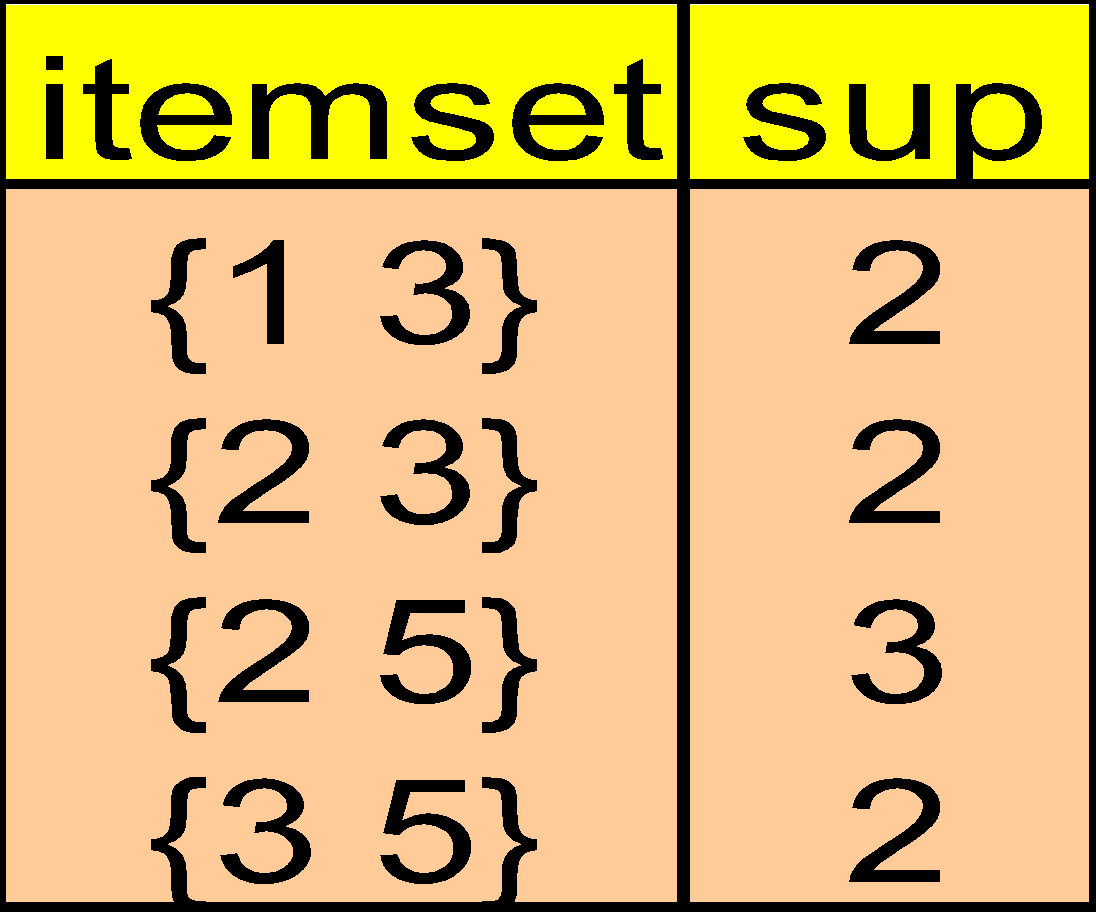 itemset sup
{1 3} 2
{2 3} 2
{2 5} 3
{3 5} 2